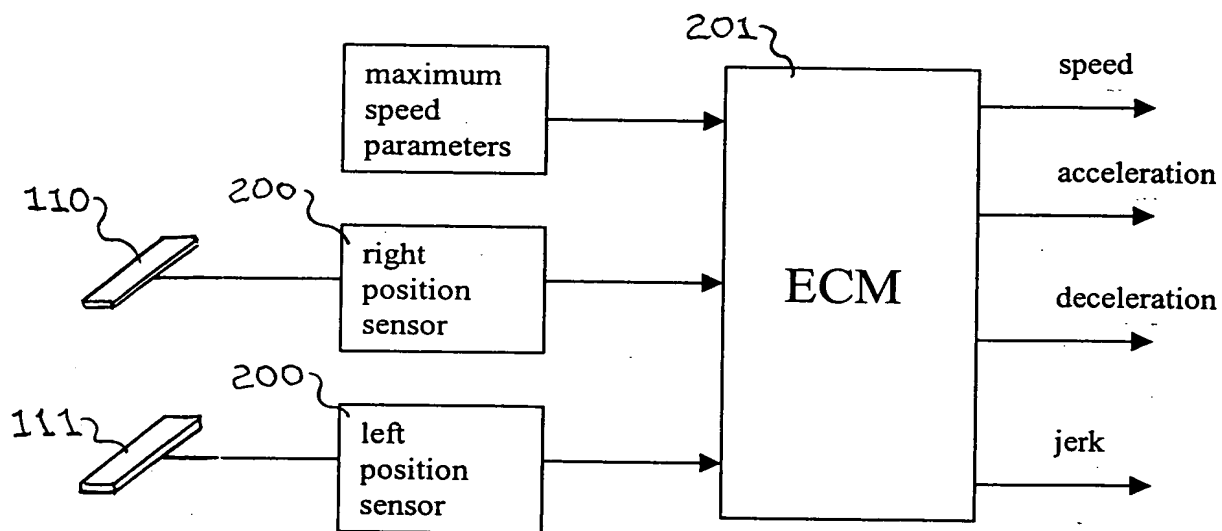 201
maximum
speed
parameters
speed
acceleration
110
200
right
position
sensor
ECM
deceleration
111
200
left
position
sensor
jerk